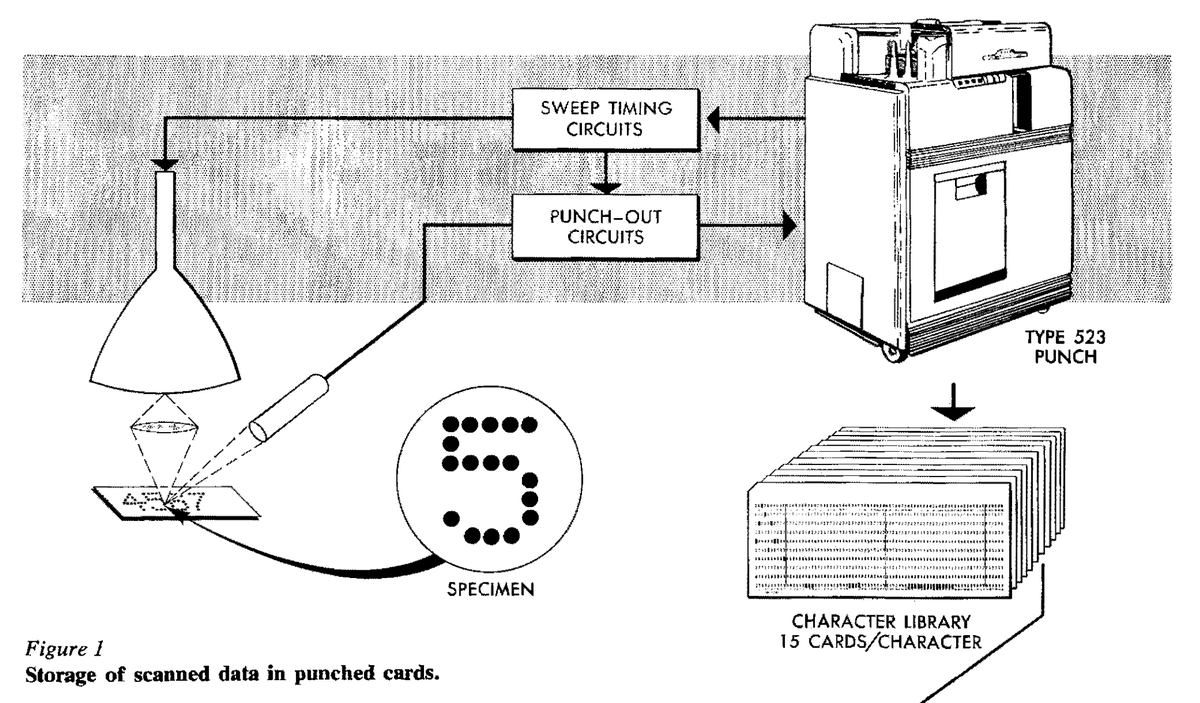 SWEEP TIMING
CIRCUITS
PUNCH-OUT
CIRCUITS
TYPE 523
PUNCH
4567
5
SPECIMEN
CHARACTER LIBRARY
15 CARDS/CHARACTER
Figure 1
Storage of scanned data in punched cards.